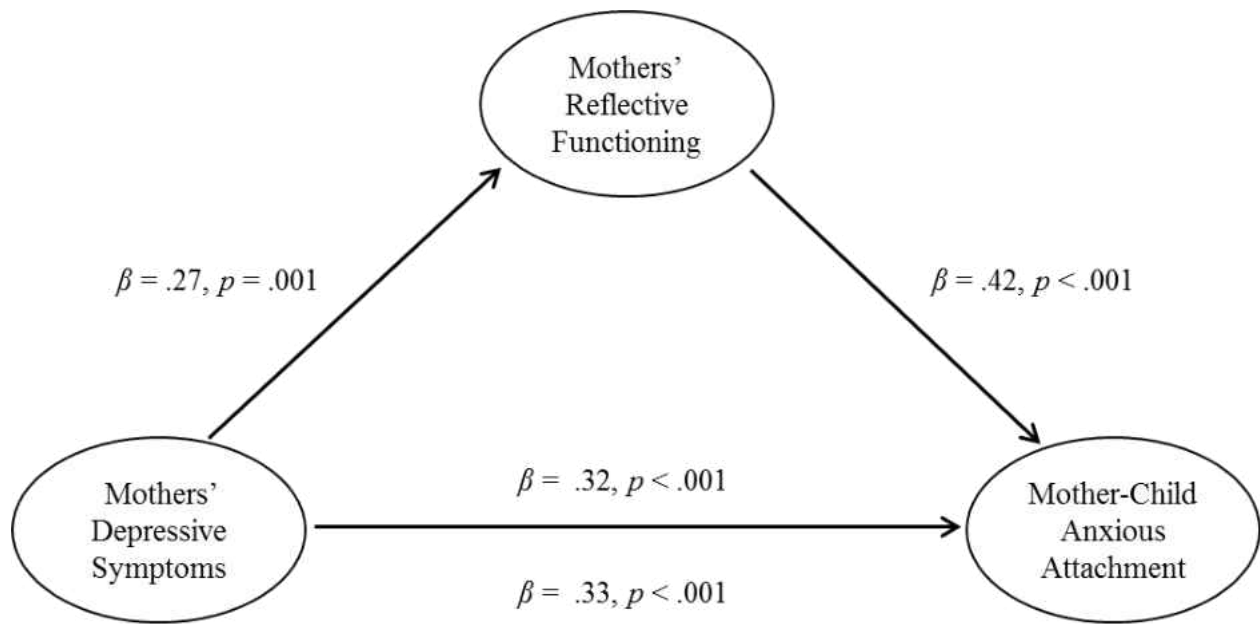 Mothers’
Reflective
Functioning
β = .27, p = .001
β = .42, p < .001
Mothers’
Depressive
Symptoms
β = .32, p < .001
β = .33, p < .001
Mother-Child
Anxious
Attachment